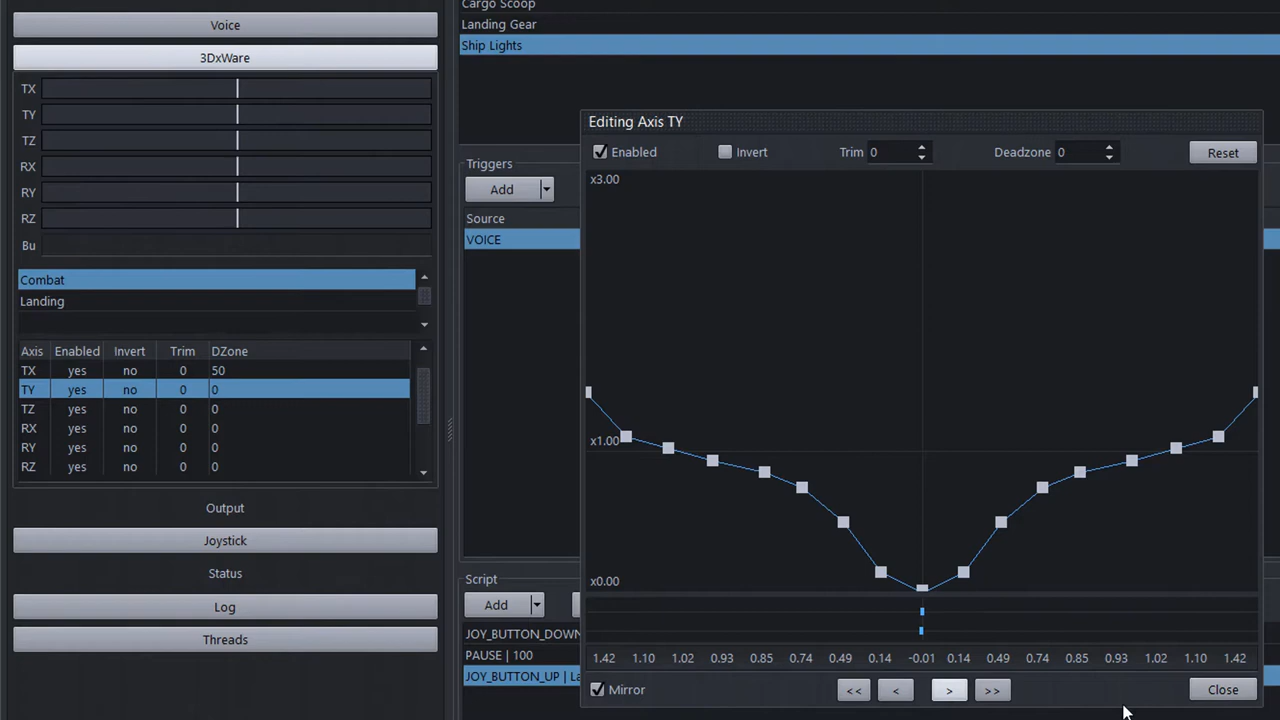 Voice
3DxWare
TX
TY
TZ
RX
RY
RZ
Bu
Combat
Landing
Axis Enabled Invert Trim DZone
TX yes no 0 50
TY yes no 0 0
TZ yes no 0 0
RX yes no 0 0
RY yes no 0 0
RZ yes no 0 0
Output
Joystick
Status
Log
Threads
Cargo Scoop
Landing Gear
Ship Lights
Triggers
Add
Source
VOICE
Script
Add
JOY_BUTTON_DOWN
PAUSE | 100
JOY_BUTTON_UP | La
Editing Axis TY
Enabled Invert Trim 0 Deadzone 0 Reset
x3.00
x1.00
x0.00
1.42 1.10 1.02 0.93 0.85 0.74 0.49 0.14 -0.01 0.14 0.49 0.74 0.85 0.93 1.02 1.10 1.42
Mirror << < > >> Close